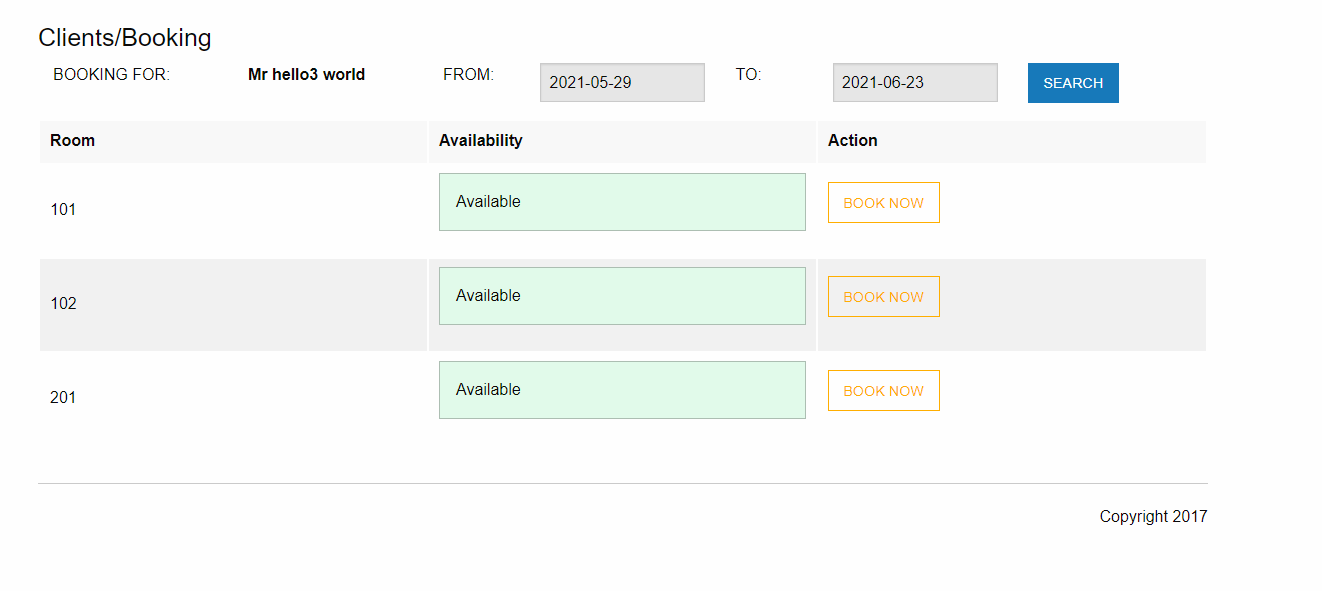 Clients/Booking
BOOKING FOR: Mr hello3 world FROM: 2021-05-29 TO: 2021-06-23 SEARCH
Room Availability Action
101 Available BOOK NOW
102 Available BOOK NOW
201 Available BOOK NOW
Copyright 2017